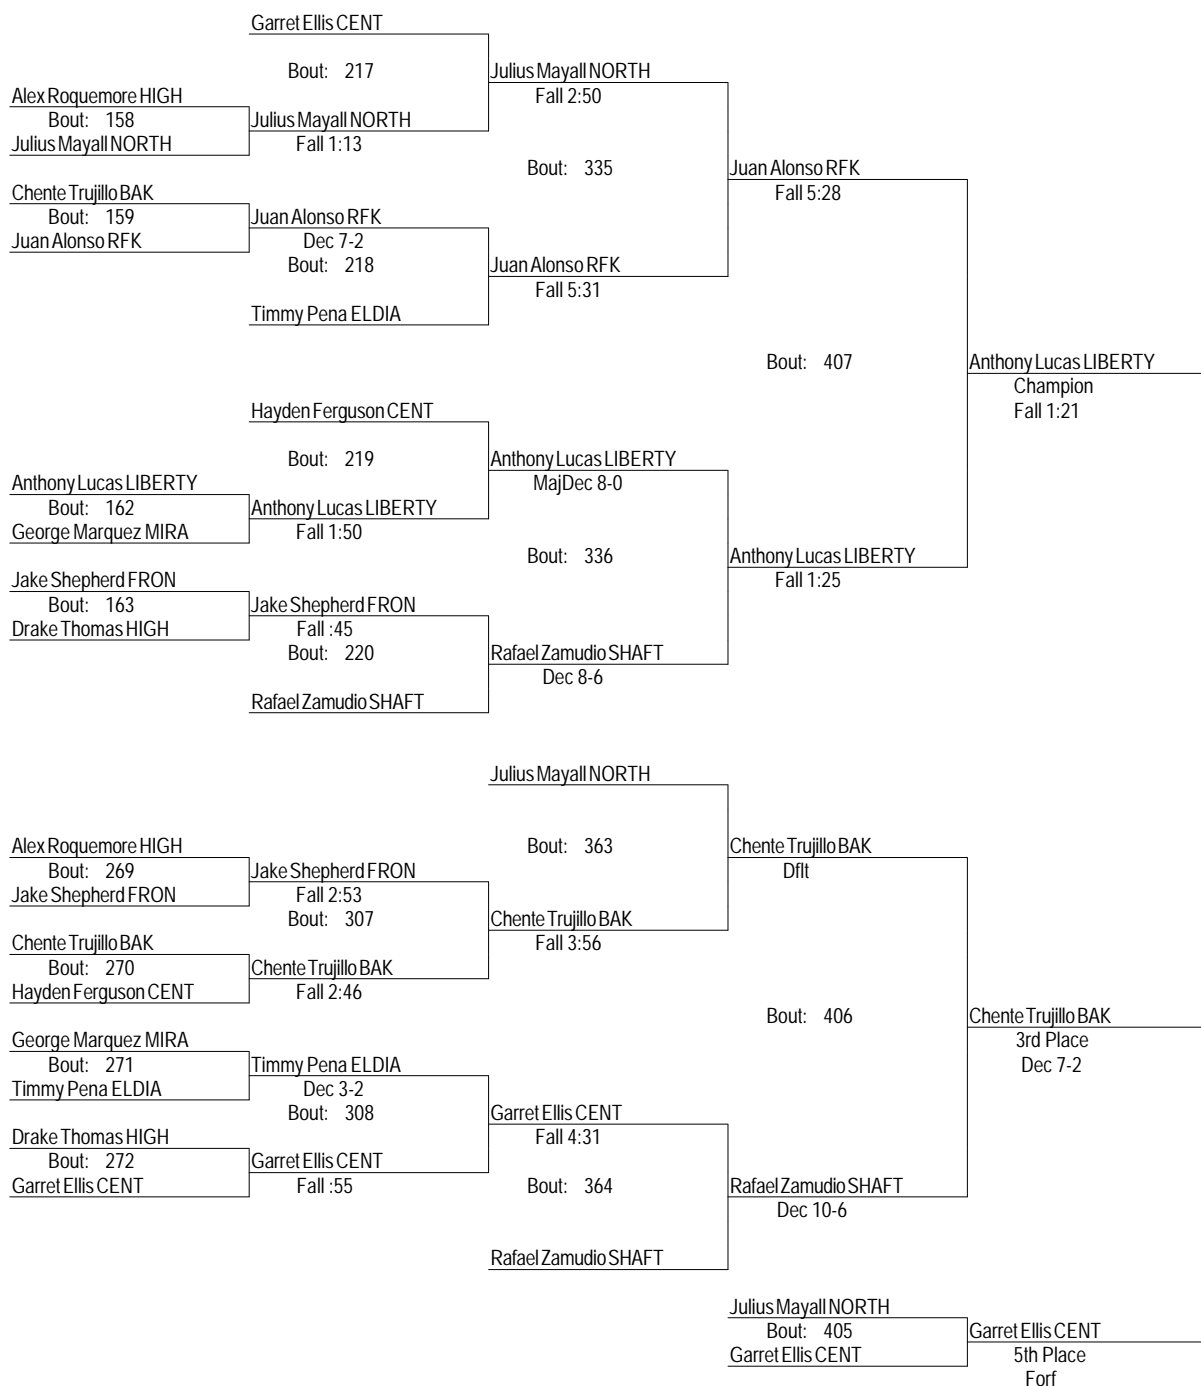 Garret Ellis CENT
Bout: 217
Julius Mayall NORTH
Fall 2:50
Alex Roquemore HIGH
Bout: 158
Julius Mayall NORTH
Julius Mayall NORTH
Fall 1:13
Bout: 335
Juan Alonso RFK
Fall 5:28
Chente Trujillo BAK
Bout: 159
Juan Alonso RFK
Juan Alonso RFK
Dec 7-2
Bout: 218
Juan Alonso RFK
Fall 5:31
Timmy Pena ELDIA
Bout: 407
Anthony Lucas LIBERTY
Champion
Fall 1:21
Hayden Ferguson CENT
Bout: 219
Anthony Lucas LIBERTY
MajDec 8-0
Anthony Lucas LIBERTY
Bout: 162
George Marquez MIRA
Anthony Lucas LIBERTY
Fall 1:50
Bout: 336
Anthony Lucas LIBERTY
Fall 1:25
Jake Shepherd FRON
Bout: 163
Drake Thomas HIGH
Jake Shepherd FRON
Fall :45
Bout: 220
Rafael Zamudio SHAFT
Dec 8-6
Rafael Zamudio SHAFT
Julius Mayall NORTH
Bout: 363
Chente Trujillo BAK
Dflt
Alex Roquemore HIGH
Bout: 269
Jake Shepherd FRON
Jake Shepherd FRON
Fall 2:53
Bout: 307
Chente Trujillo BAK
Fall 3:56
Chente Trujillo BAK
Bout: 270
Hayden Ferguson CENT
Chente Trujillo BAK
Fall 2:46
Bout: 406
Chente Trujillo BAK
3rd Place
Dec 7-2
George Marquez MIRA
Bout: 271
Timmy Pena ELDIA
Timmy Pena ELDIA
Dec 3-2
Bout: 308
Garret Ellis CENT
Fall 4:31
Drake Thomas HIGH
Bout: 272
Garret Ellis CENT
Garret Ellis CENT
Fall :55
Bout: 364
Rafael Zamudio SHAFT
Dec 10-6
Rafael Zamudio SHAFT
Julius Mayall NORTH
Bout: 405
Garret Ellis CENT
Garret Ellis CENT
5th Place
Forf